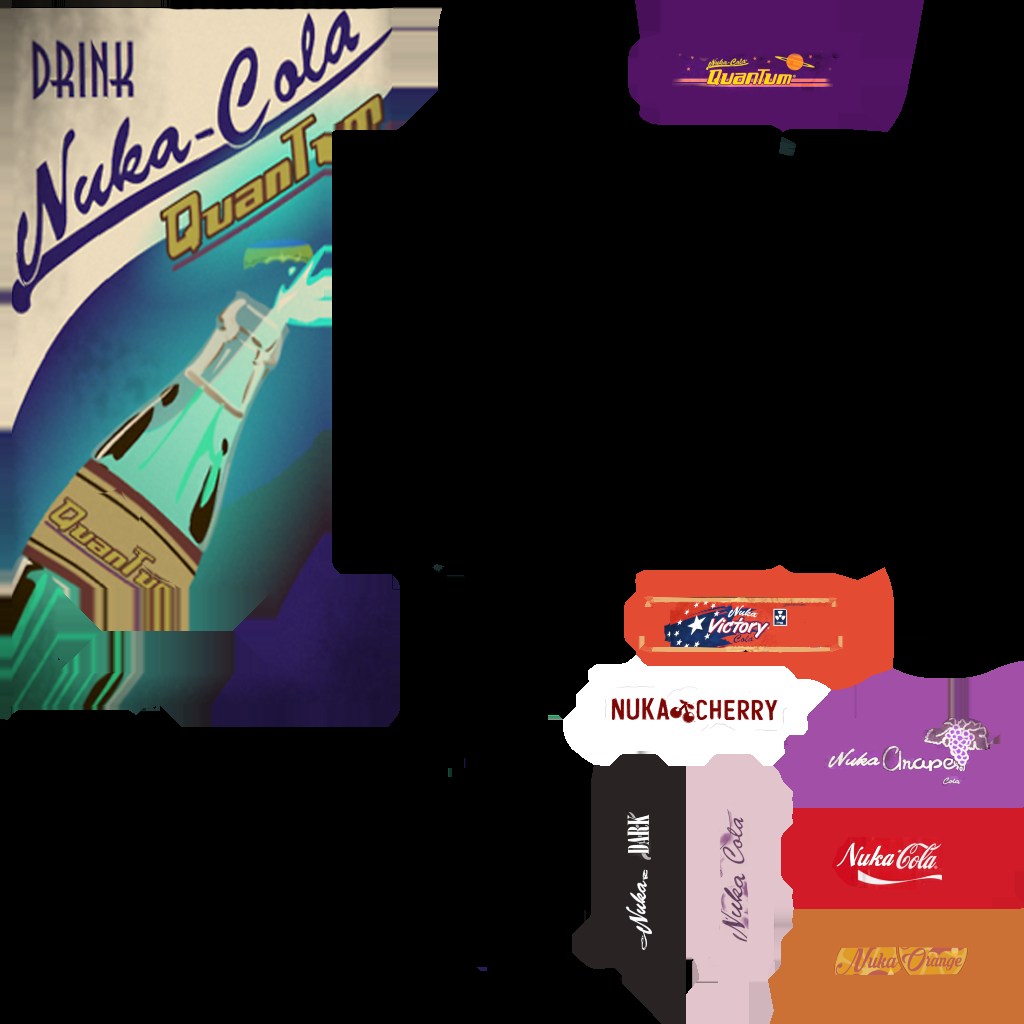 DRINK
Nuka-Cola
QuanTum
QuanTum
Nuka-Cola
QuanTum
Nuka
Victory
Cola
NUKA CHERRY
Nuka Grape
Cola
Nuka DARK
Nuka Cola
Nuka Cola
Nuka Orange